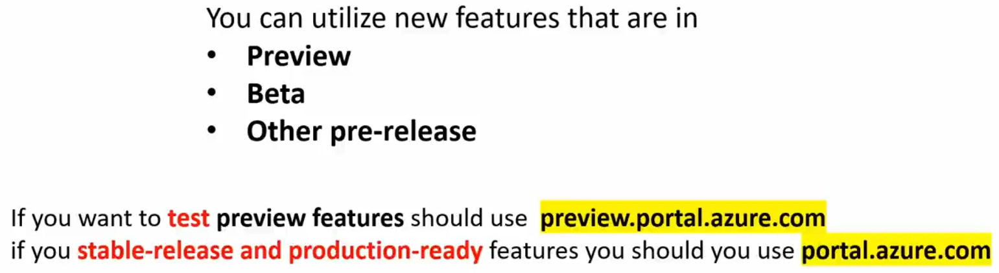 You can utilize new features that are in
• Preview
• Beta
• Other pre-release
If you want to test preview features should use preview.portal.azure.com
if you stable-release and production-ready features you should you use portal.azure.com